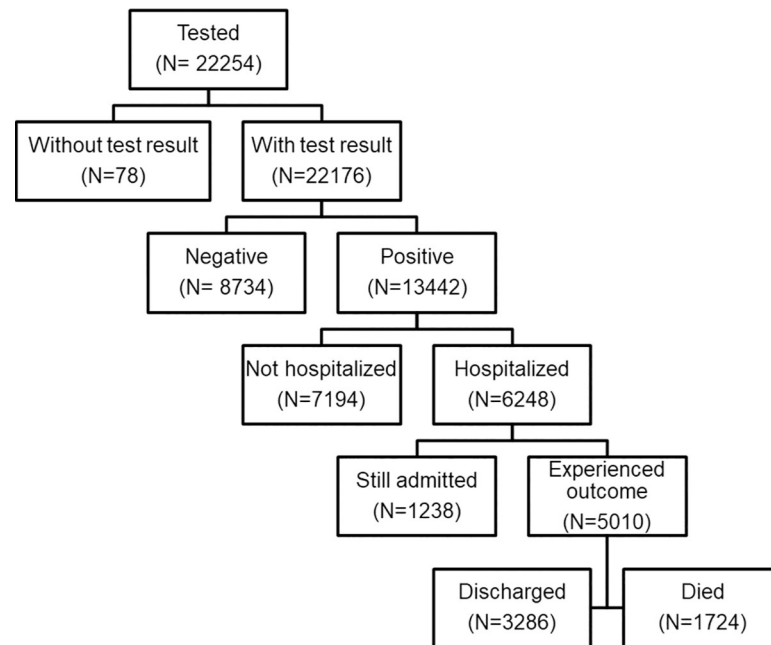 Tested
(N= 22254)
Without test result
(N=78)
With test result
(N=22176)
Negative
(N= 8734)
Positive
(N=13442)
Not hospitalized
(N=7194)
Hospitalized
(N=6248)
Still admitted
(N=1238)
Experienced
outcome
(N=5010)
Discharged
(N=3286)
Died
(N=1724)